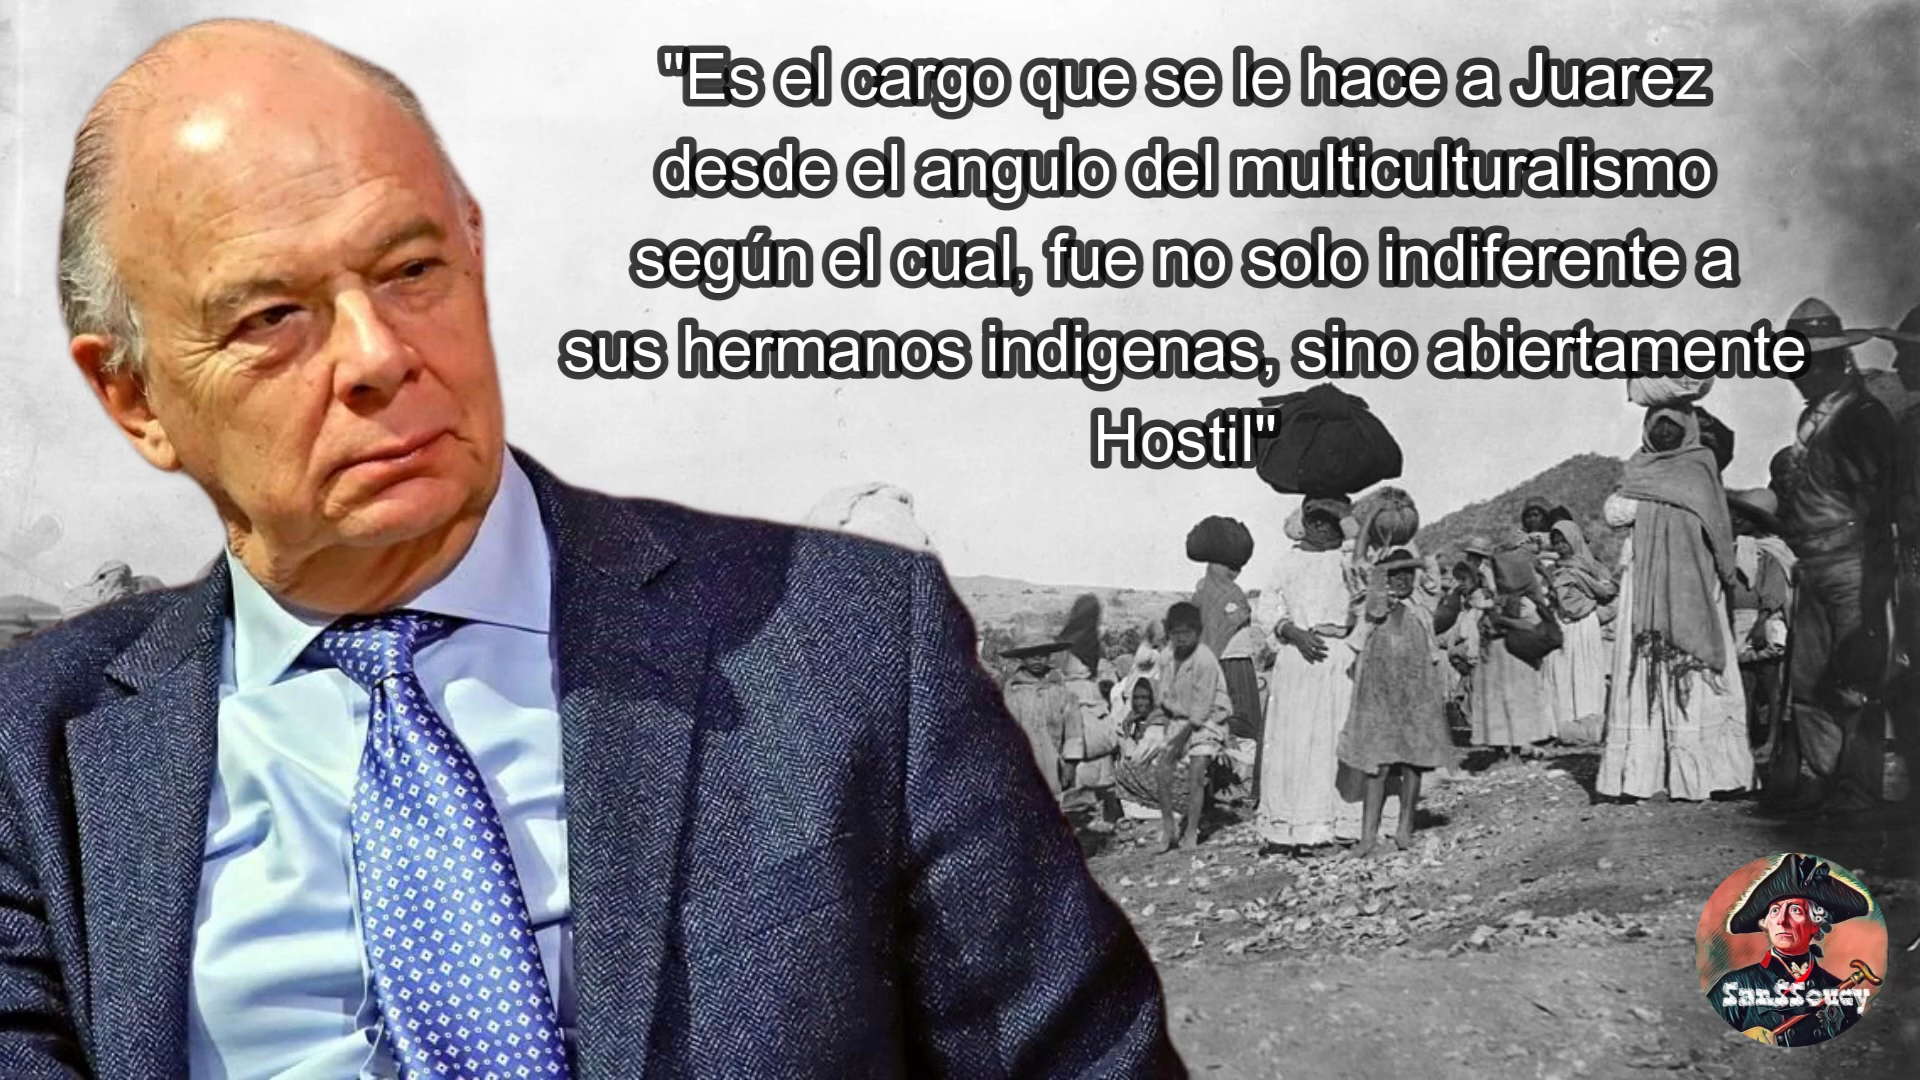 "Es el cargo que se le hace a Juarez
desde el angulo del multiculturalismo
según el cual, fue no solo indiferente a
sus hermanos indigenas, sino abiertamente
Hostil"
SanSSoucy